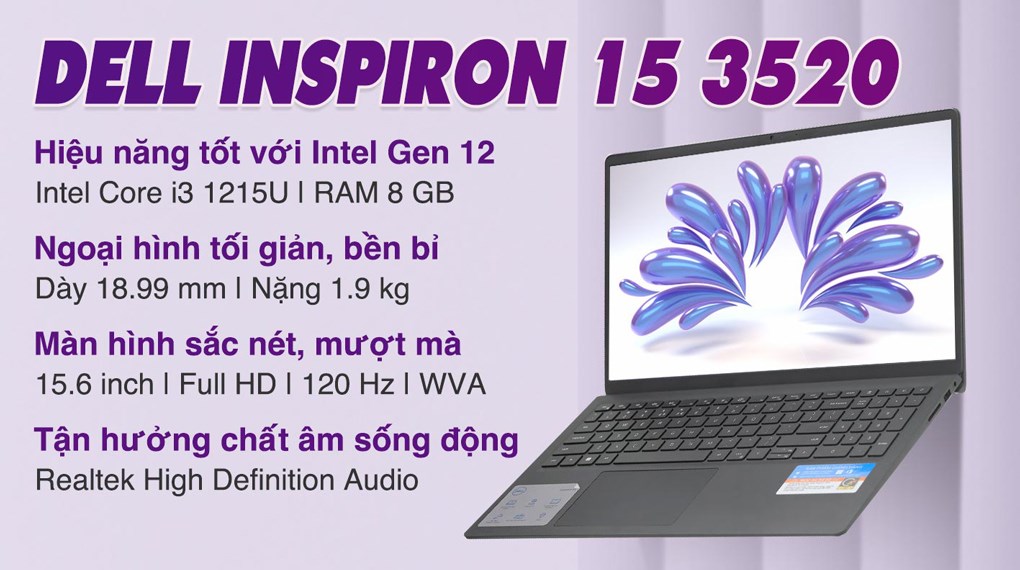 DELL INSPIRON 15 3520
Hiệu năng tốt với Intel Gen 12
Intel Core i3 1215U | RAM 8 GB
Ngoại hình tối giản, bền bỉ
Dày 18.99 mm | Nặng 1.9 kg
Màn hình sắc nét, mượt mà
15.6 inch | Full HD | 120 Hz | WVA
Tận hưởng chất âm sống động
Realtek High Definition Audio